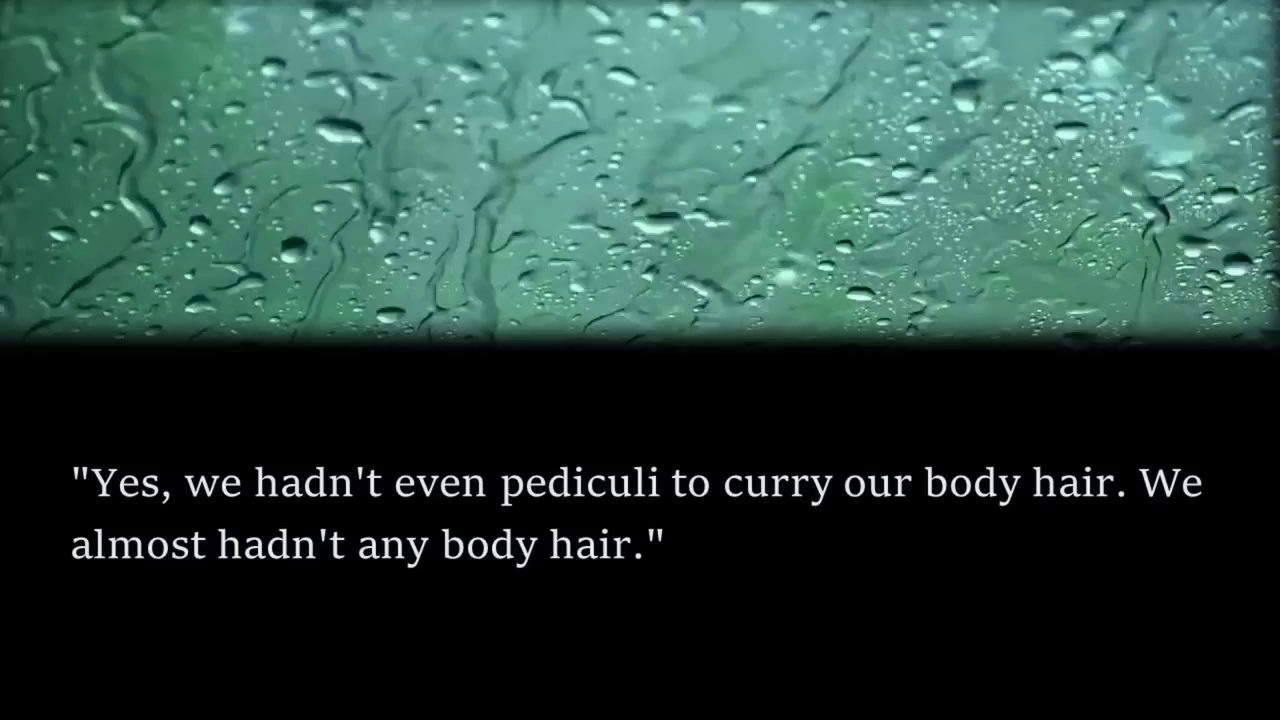 "Yes, we hadn't even pediculi to curry our body hair. We
almost hadn't any body hair."